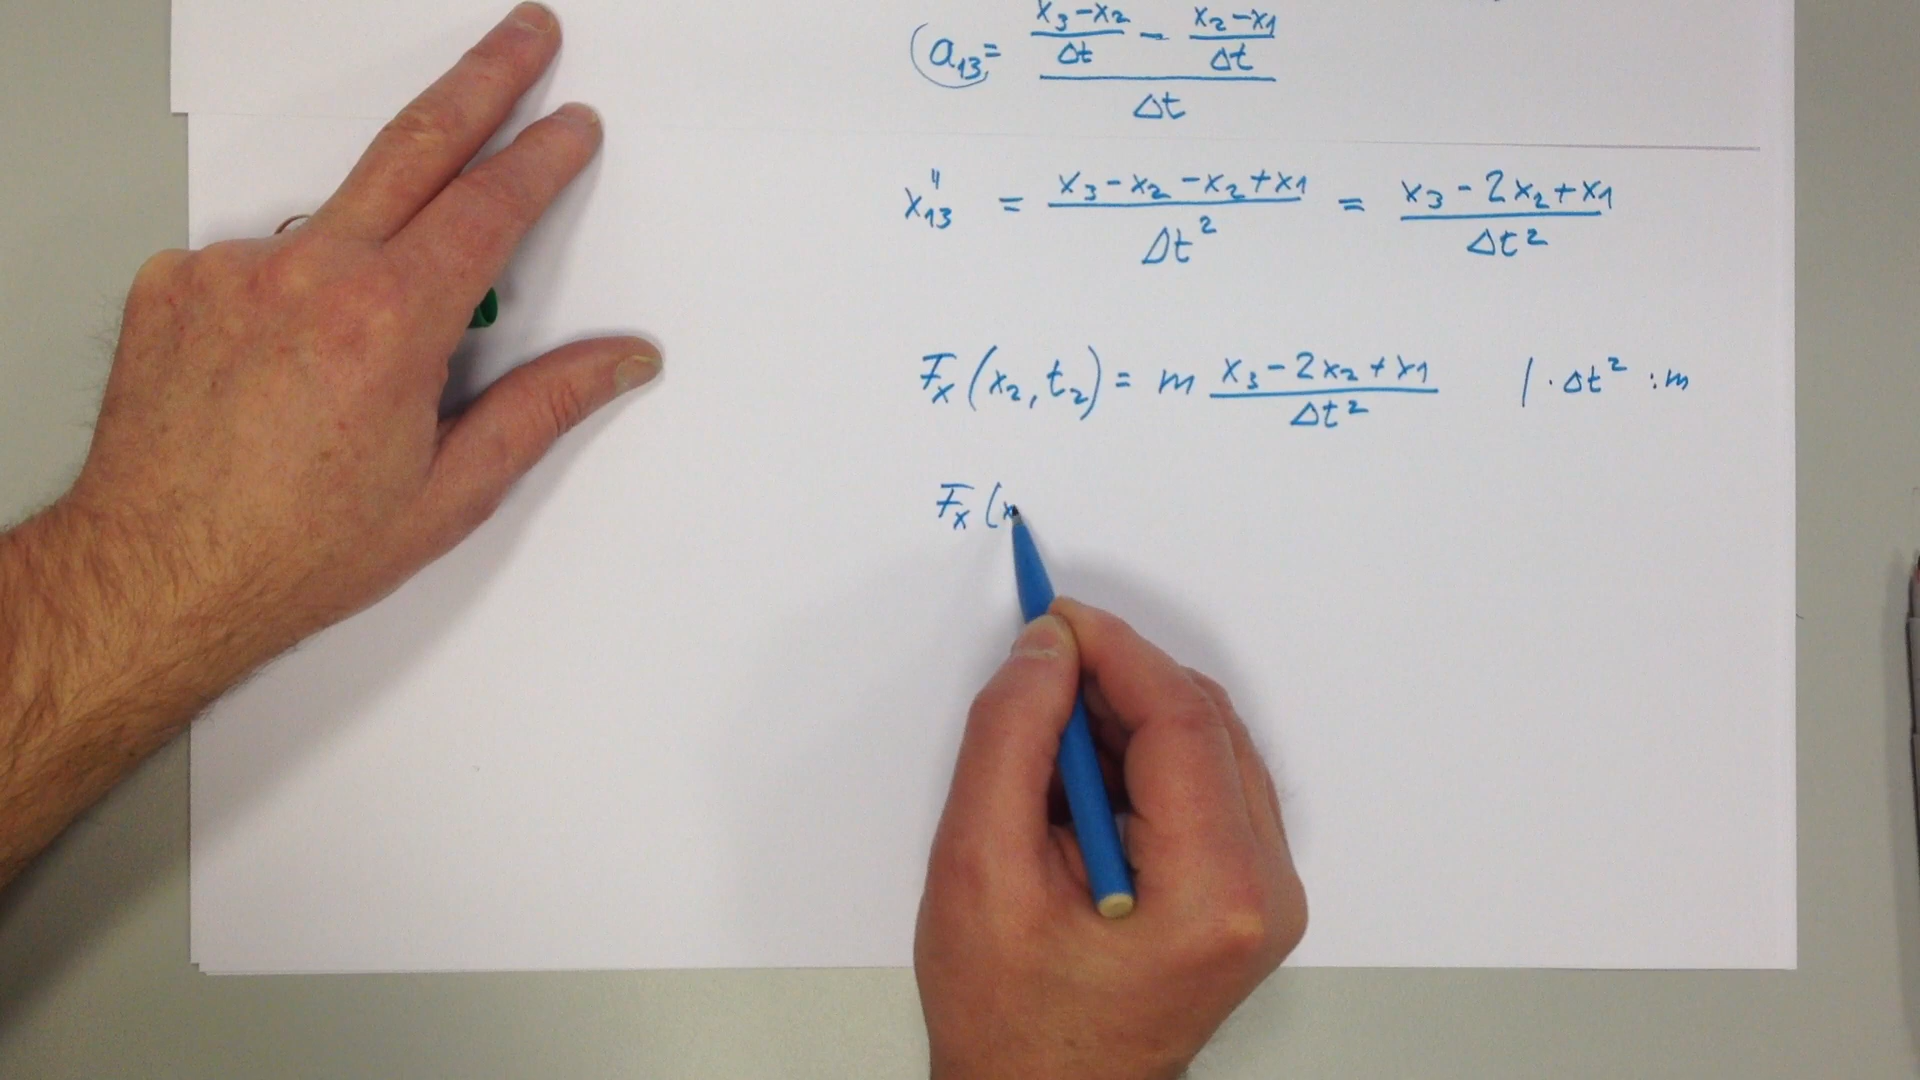 a₁₃ = ((x₃-x₂)/Δt - (x₂-x₁)/Δt)/Δt
x₁₃'' = (x₃-x₂-x₂+x₁)/Δt² = (x₃-2x₂+x₁)/Δt²
Fₓ(x₂,t₂) = m (x₃-2x₂+x₁)/Δt² | ·Δt² :m
Fₓ(x